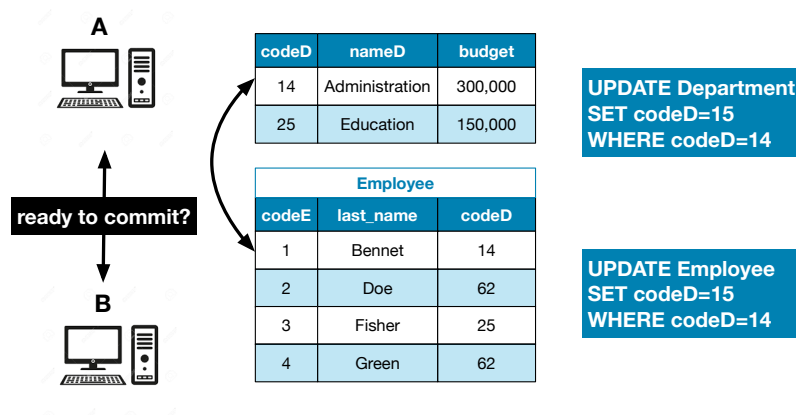 A
ready to commit?
B
codeD nameD budget
14 Administration 300,000
25 Education 150,000
Employee
codeE last_name codeD
1 Bennet 14
2 Doe 62
3 Fisher 25
4 Green 62
UPDATE Department
SET codeD=15
WHERE codeD=14
UPDATE Employee
SET codeD=15
WHERE codeD=14